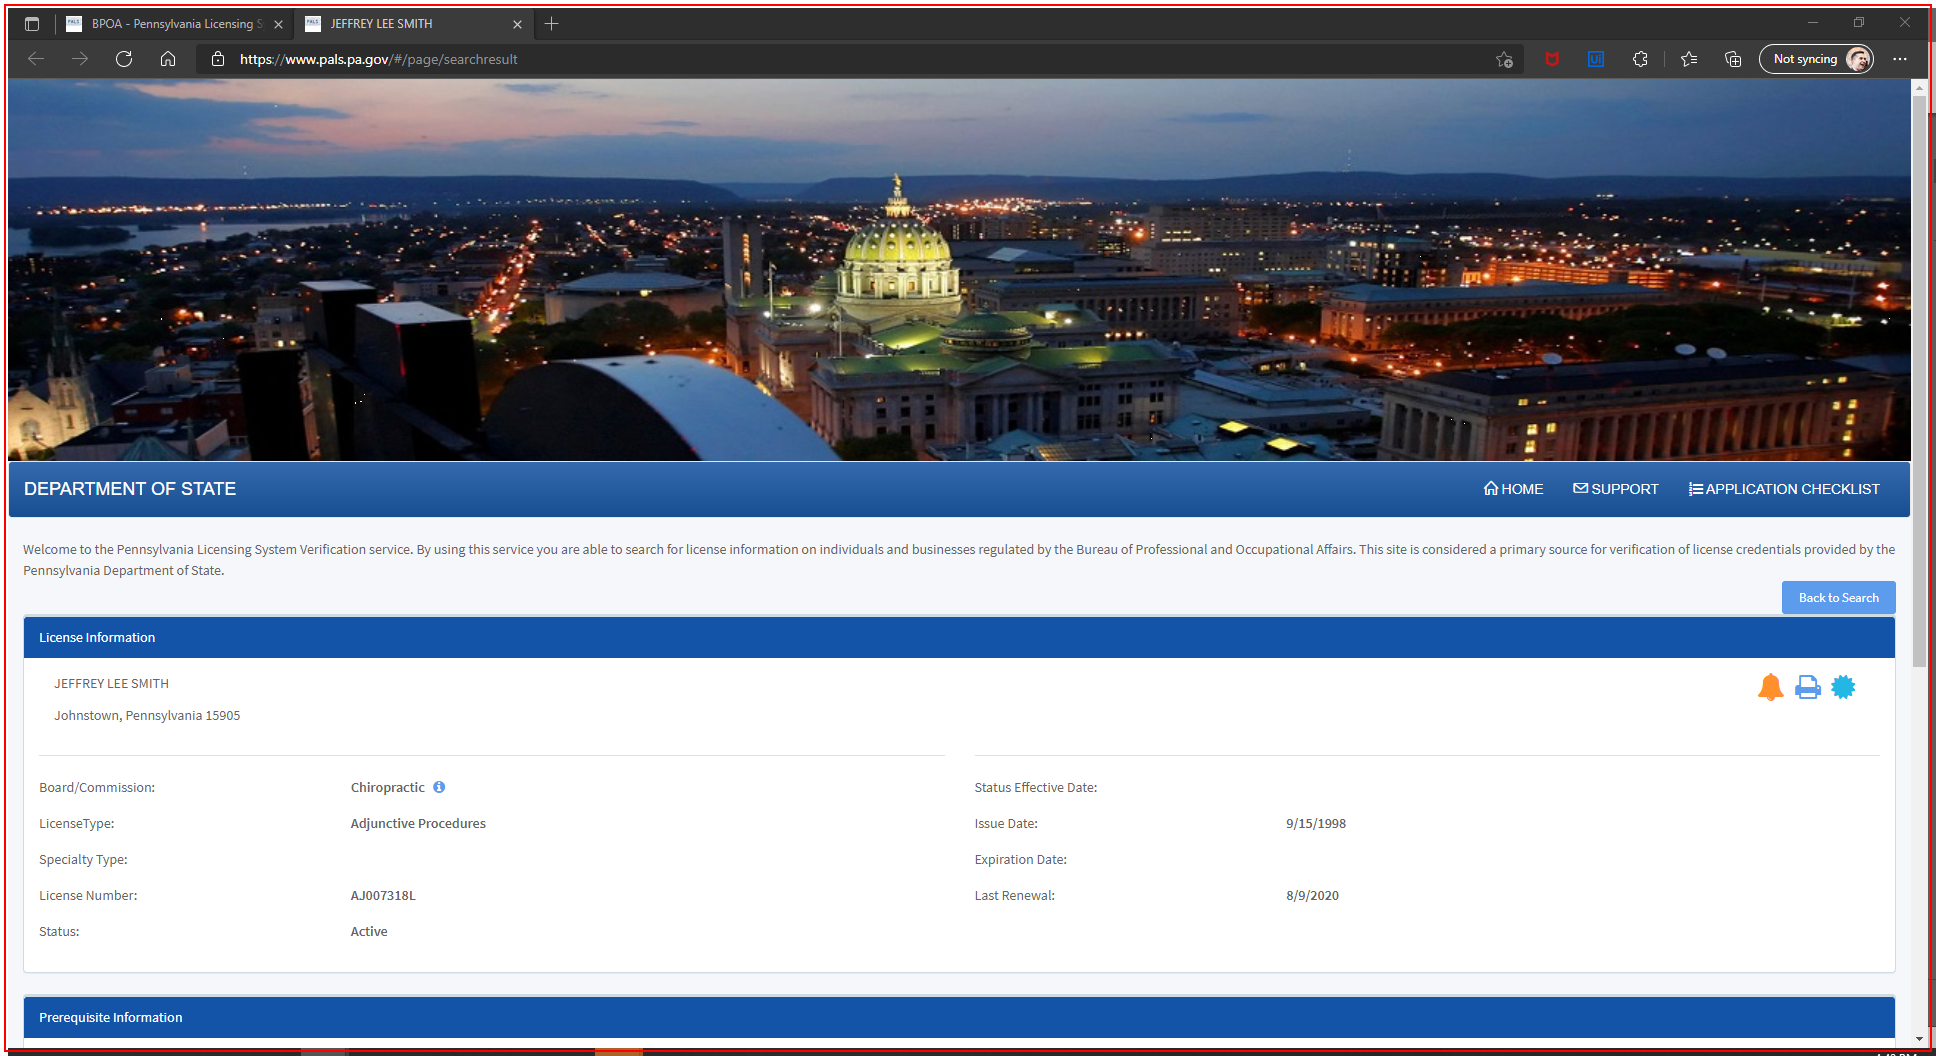 BPOA - Pennsylvania Licensing S
JEFFREY LEE SMITH
https://www.pals.pa.gov/#/page/searchresult
Not syncing
DEPARTMENT OF STATE
HOME
SUPPORT
APPLICATION CHECKLIST
Welcome to the Pennsylvania Licensing System Verification service. By using this service you are able to search for license information on individuals and businesses regulated by the Bureau of Professional and Occupational Affairs. This site is considered a primary source for verification of license credentials provided by the
Pennsylvania Department of State.
Back to Search
License Information
JEFFREY LEE SMITH
Johnstown, Pennsylvania 15905
Board/Commission: Chiropractic
Status Effective Date:
LicenseType: Adjunctive Procedures
Issue Date: 9/15/1998
Specialty Type:
Expiration Date:
License Number: AJ007318L
Last Renewal: 8/9/2020
Status: Active
Prerequisite Information